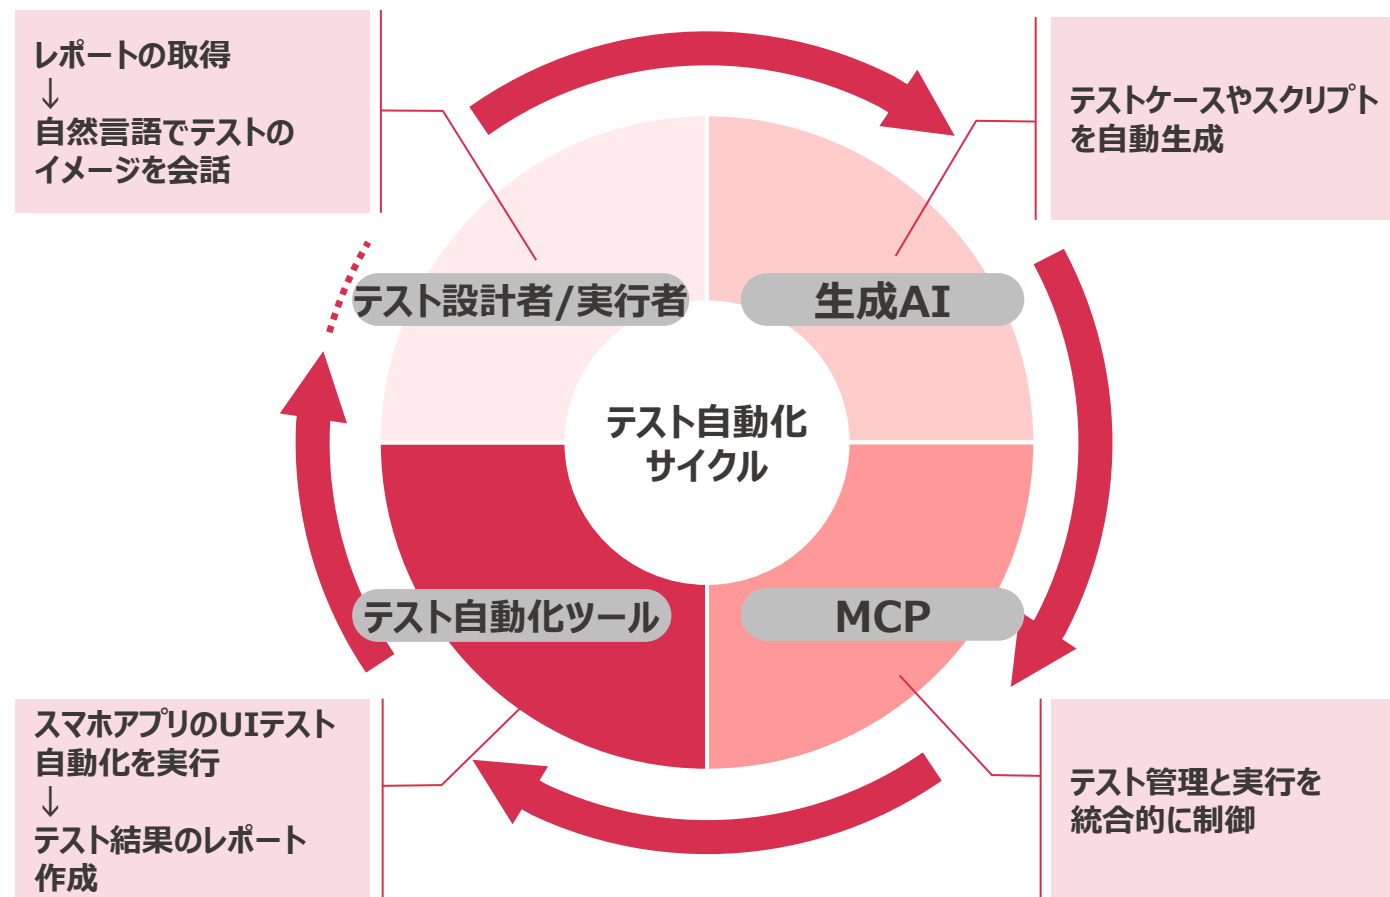 レポートの取得
↓
自然言語でテストの
イメージを会話
テストケースやスクリプト
を自動生成
テスト設計者/実行者
生成AI
テスト自動化
サイクル
テスト自動化ツール
MCP
スマホアプリのUIテスト
自動化を実行
↓
テスト結果のレポート
作成
テスト管理と実行を
統合的に制御